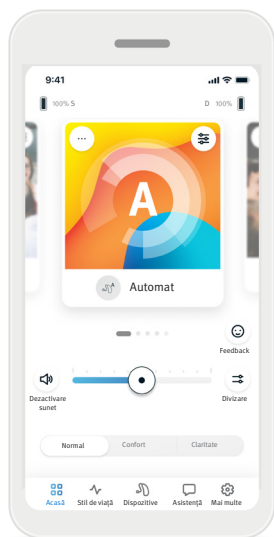 9:41
100% S
D 100%
A
A
Automat
Feedback
Dezactivare
sunet
Divizare
Normal
Confort
Claritate
Acasă
Stil de viață
Dispozitive
Asistență
Mai multe